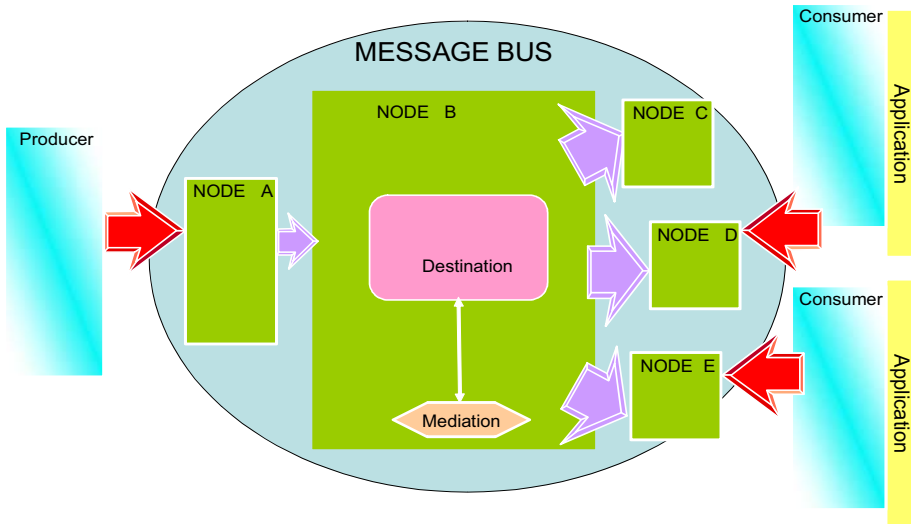 MESSAGE BUS
Producer
NODE A
NODE B
Destination
Mediation
NODE C
NODE D
NODE E
Consumer
Application
Consumer
Application